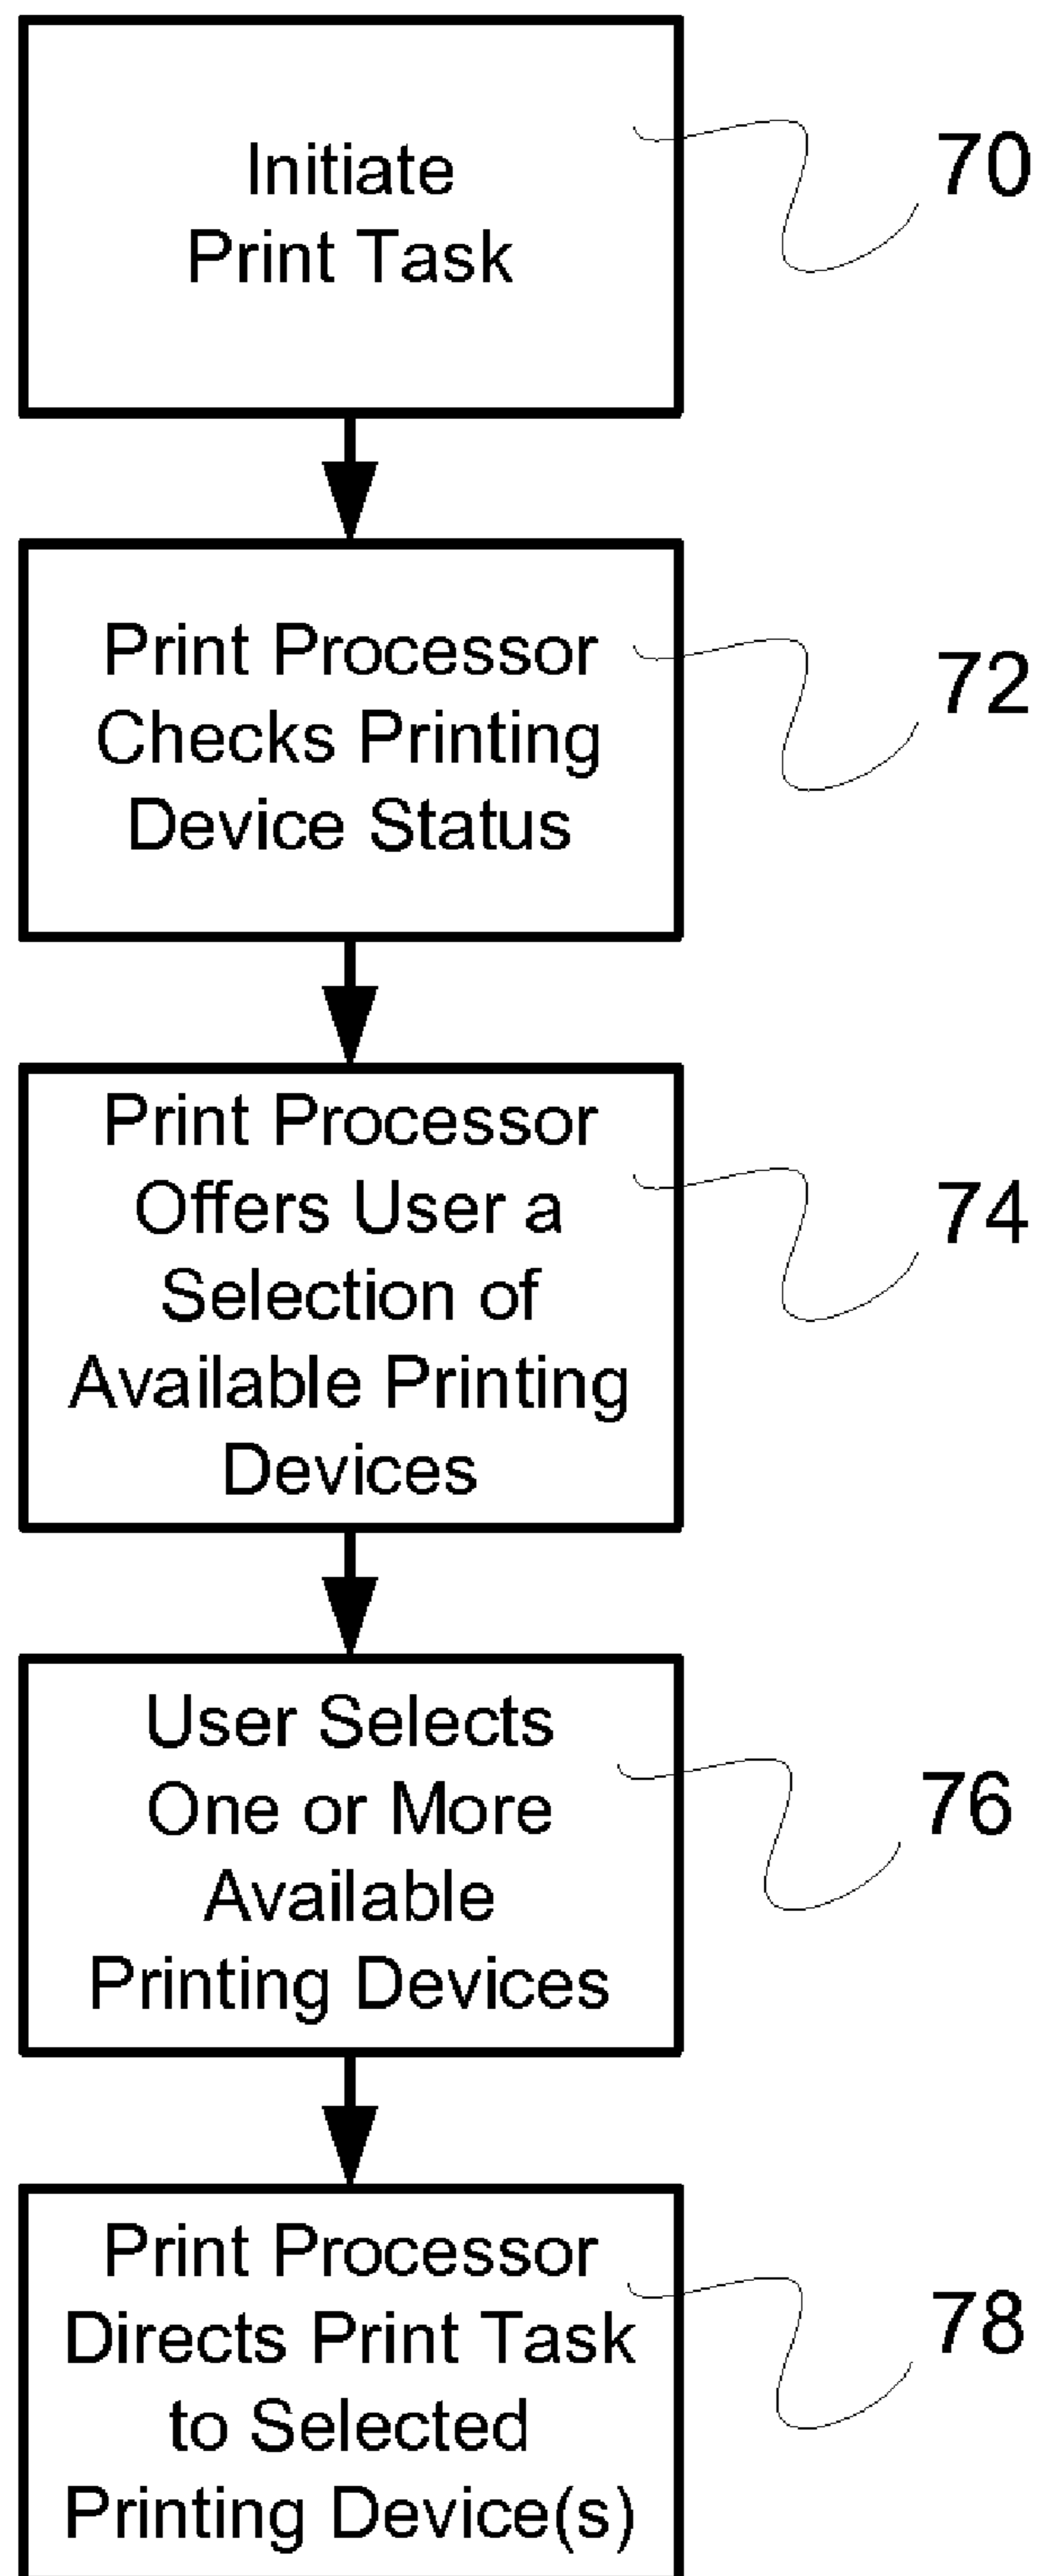 Initiate
Print Task
70
Print Processor
Checks Printing
Device Status
72
Print Processor
Offers User a
Selection of
Available Printing
Devices
74
User Selects
One or More
Available
Printing Devices
76
Print Processor
Directs Print Task
to Selected
Printing Device(s)
78